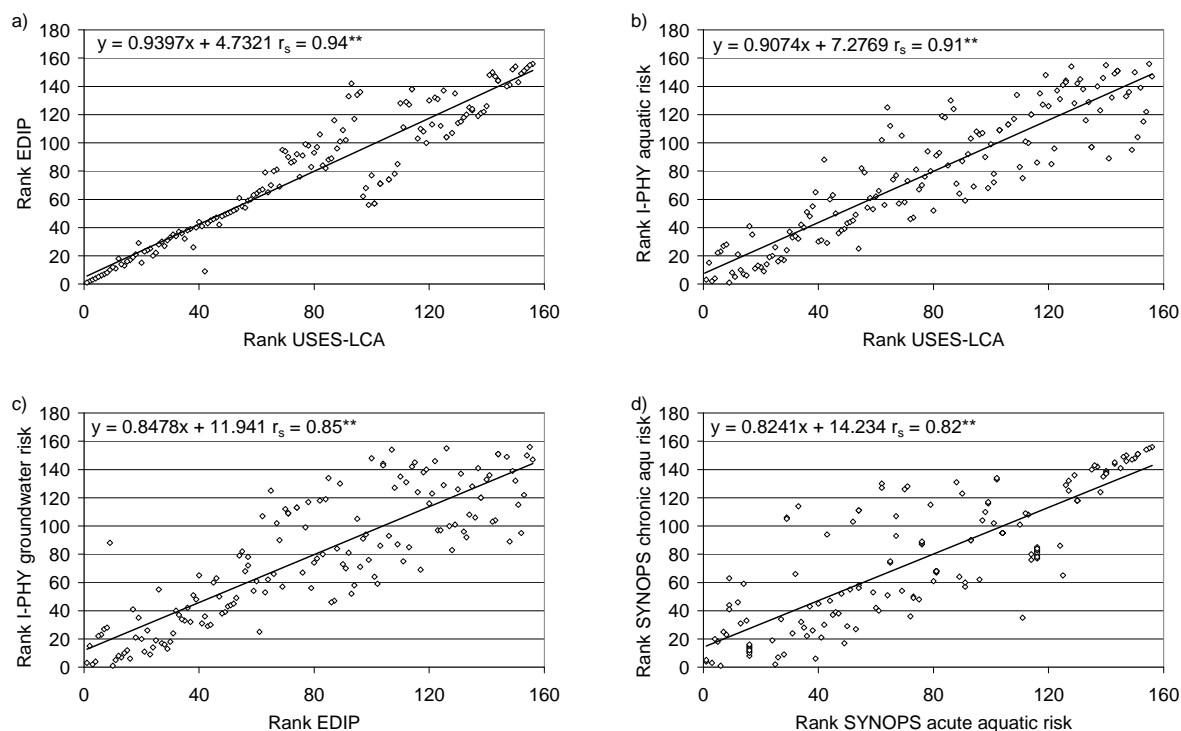 a)
y = 0.9397x + 4.7321 rs = 0.94**
Rank EDIP
180
160
140
120
100
80
60
40
20
0
0 40 80 120 160
Rank USES-LCA
b)
y = 0.9074x + 7.2769 rs = 0.91**
Rank I-PHY aquatic risk
180
160
140
120
100
80
60
40
20
0
0 40 80 120 160
Rank USES-LCA
c)
y = 0.8478x + 11.941 rs = 0.85**
Rank I-PHY groundwater risk
180
160
140
120
100
80
60
40
20
0
0 40 80 120 160
Rank EDIP
d)
y = 0.8241x + 14.234 rs = 0.82**
Rank SYNOPS chronic aqu risk
180
160
140
120
100
80
60
40
20
0
0 40 80 120 160
Rank SYNOPS acute aquatic risk